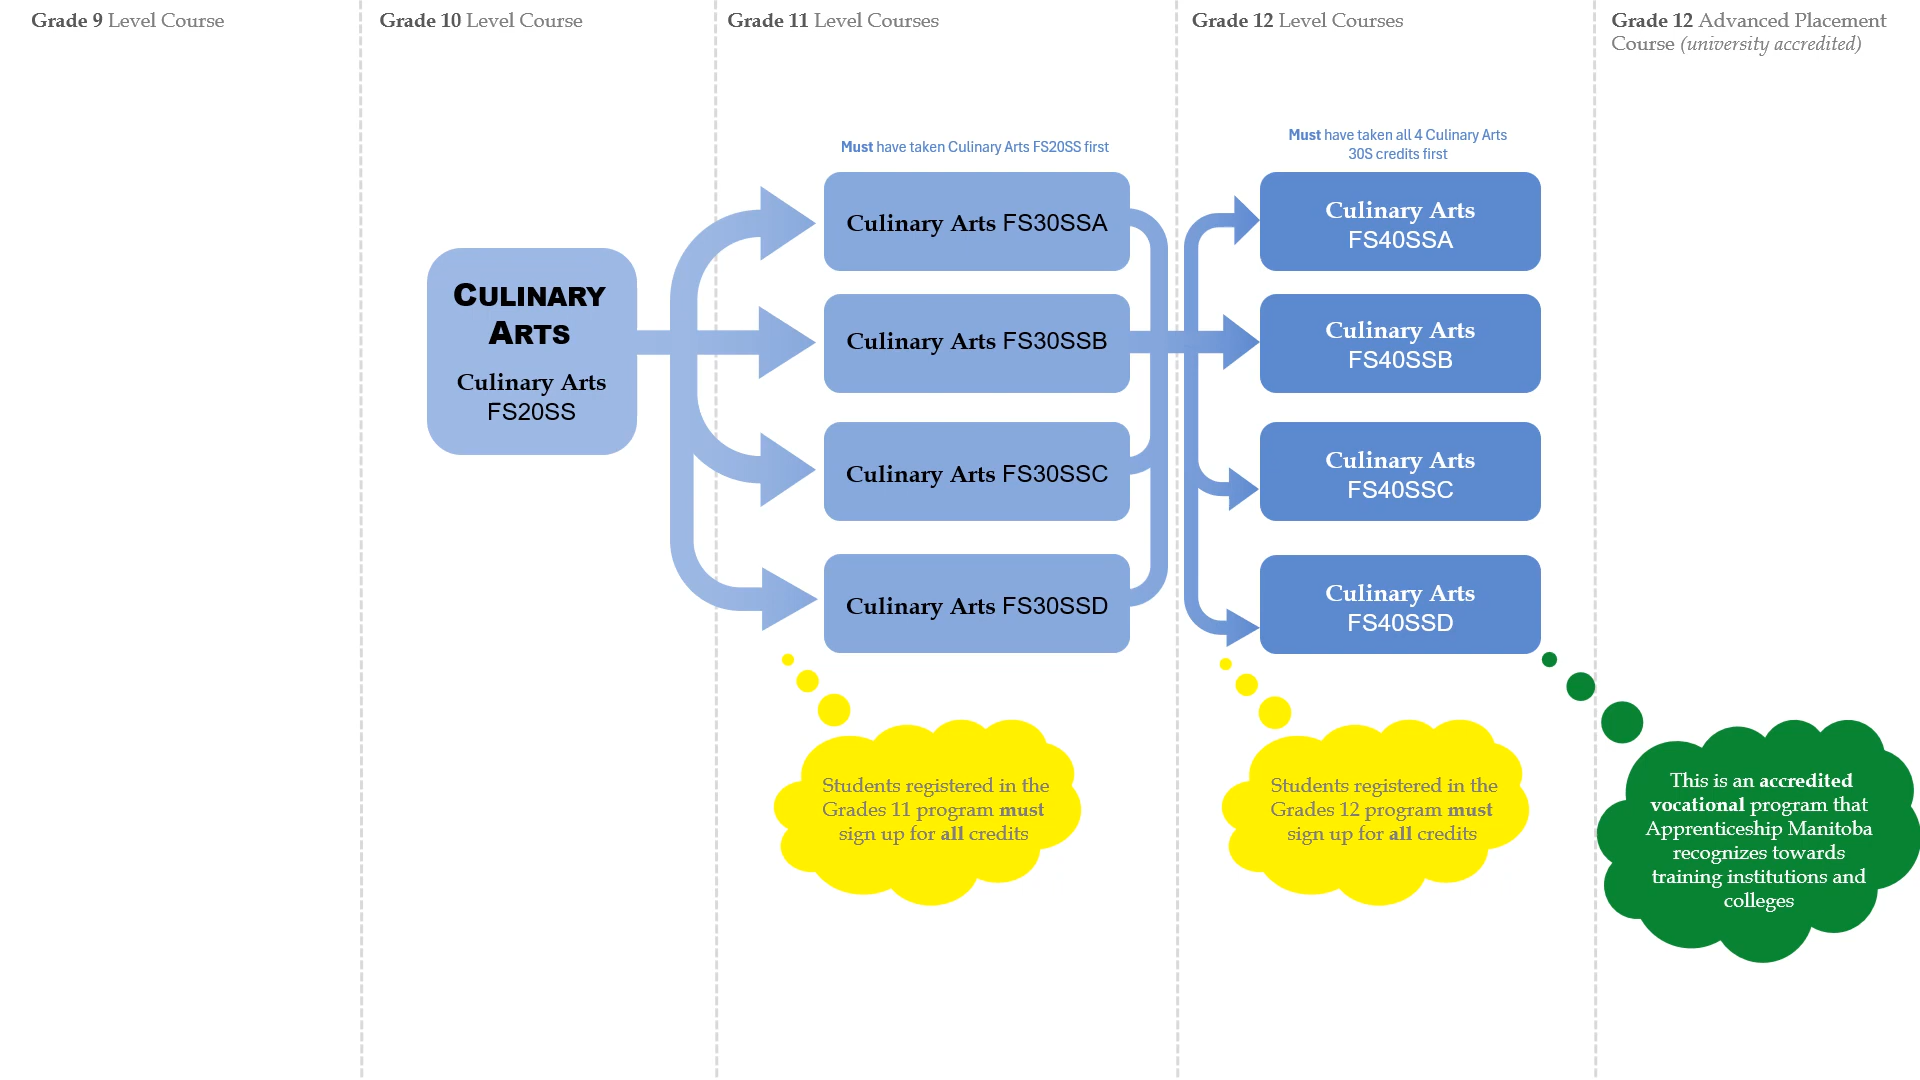 Grade 9 Level Course
Grade 10 Level Course
Grade 11 Level Courses
Grade 12 Level Courses
Grade 12 Advanced Placement
Course (university accredited)
Must have taken Culinary Arts FS20SS first
Must have taken all 4 Culinary Arts
30S credits first
CULINARY
ARTS
Culinary Arts
FS20SS
Culinary Arts FS30SSA
Culinary Arts FS30SSB
Culinary Arts FS30SSC
Culinary Arts FS30SSD
Culinary Arts
FS40SSA
Culinary Arts
FS40SSB
Culinary Arts
FS40SSC
Culinary Arts
FS40SSD
Students registered in the
Grades 11 program must
sign up for all credits
Students registered in the
Grades 12 program must
sign up for all credits
This is an accredited
vocational program that
Apprenticeship Manitoba
recognizes towards
training institutions and
colleges